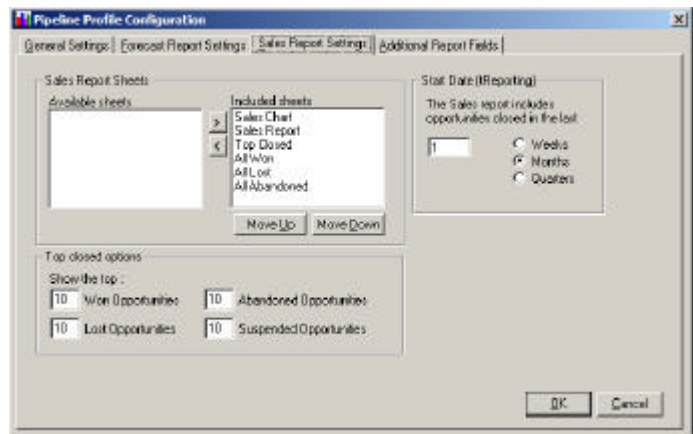 Pipeline Profile Configuration
General Settings Forecast Report Settings Sales Report Settings Additional Report Fields
Sales Report Sheets
Available sheets
Included sheets
Sales Chart
Sales Report
Top Closed
All Won
All Lost
All Abandoned
>
<
Move Up Move Down
Start Date (tReporting)
The Sales report includes
opportunities closed in the last
1
Weeks
Months
Quarters
Top closed options
Show the top :
10 Won Opportunities 10 Abandoned Opportunities
10 Lost Opportunities 10 Suspended Opportunities
OK Cancel